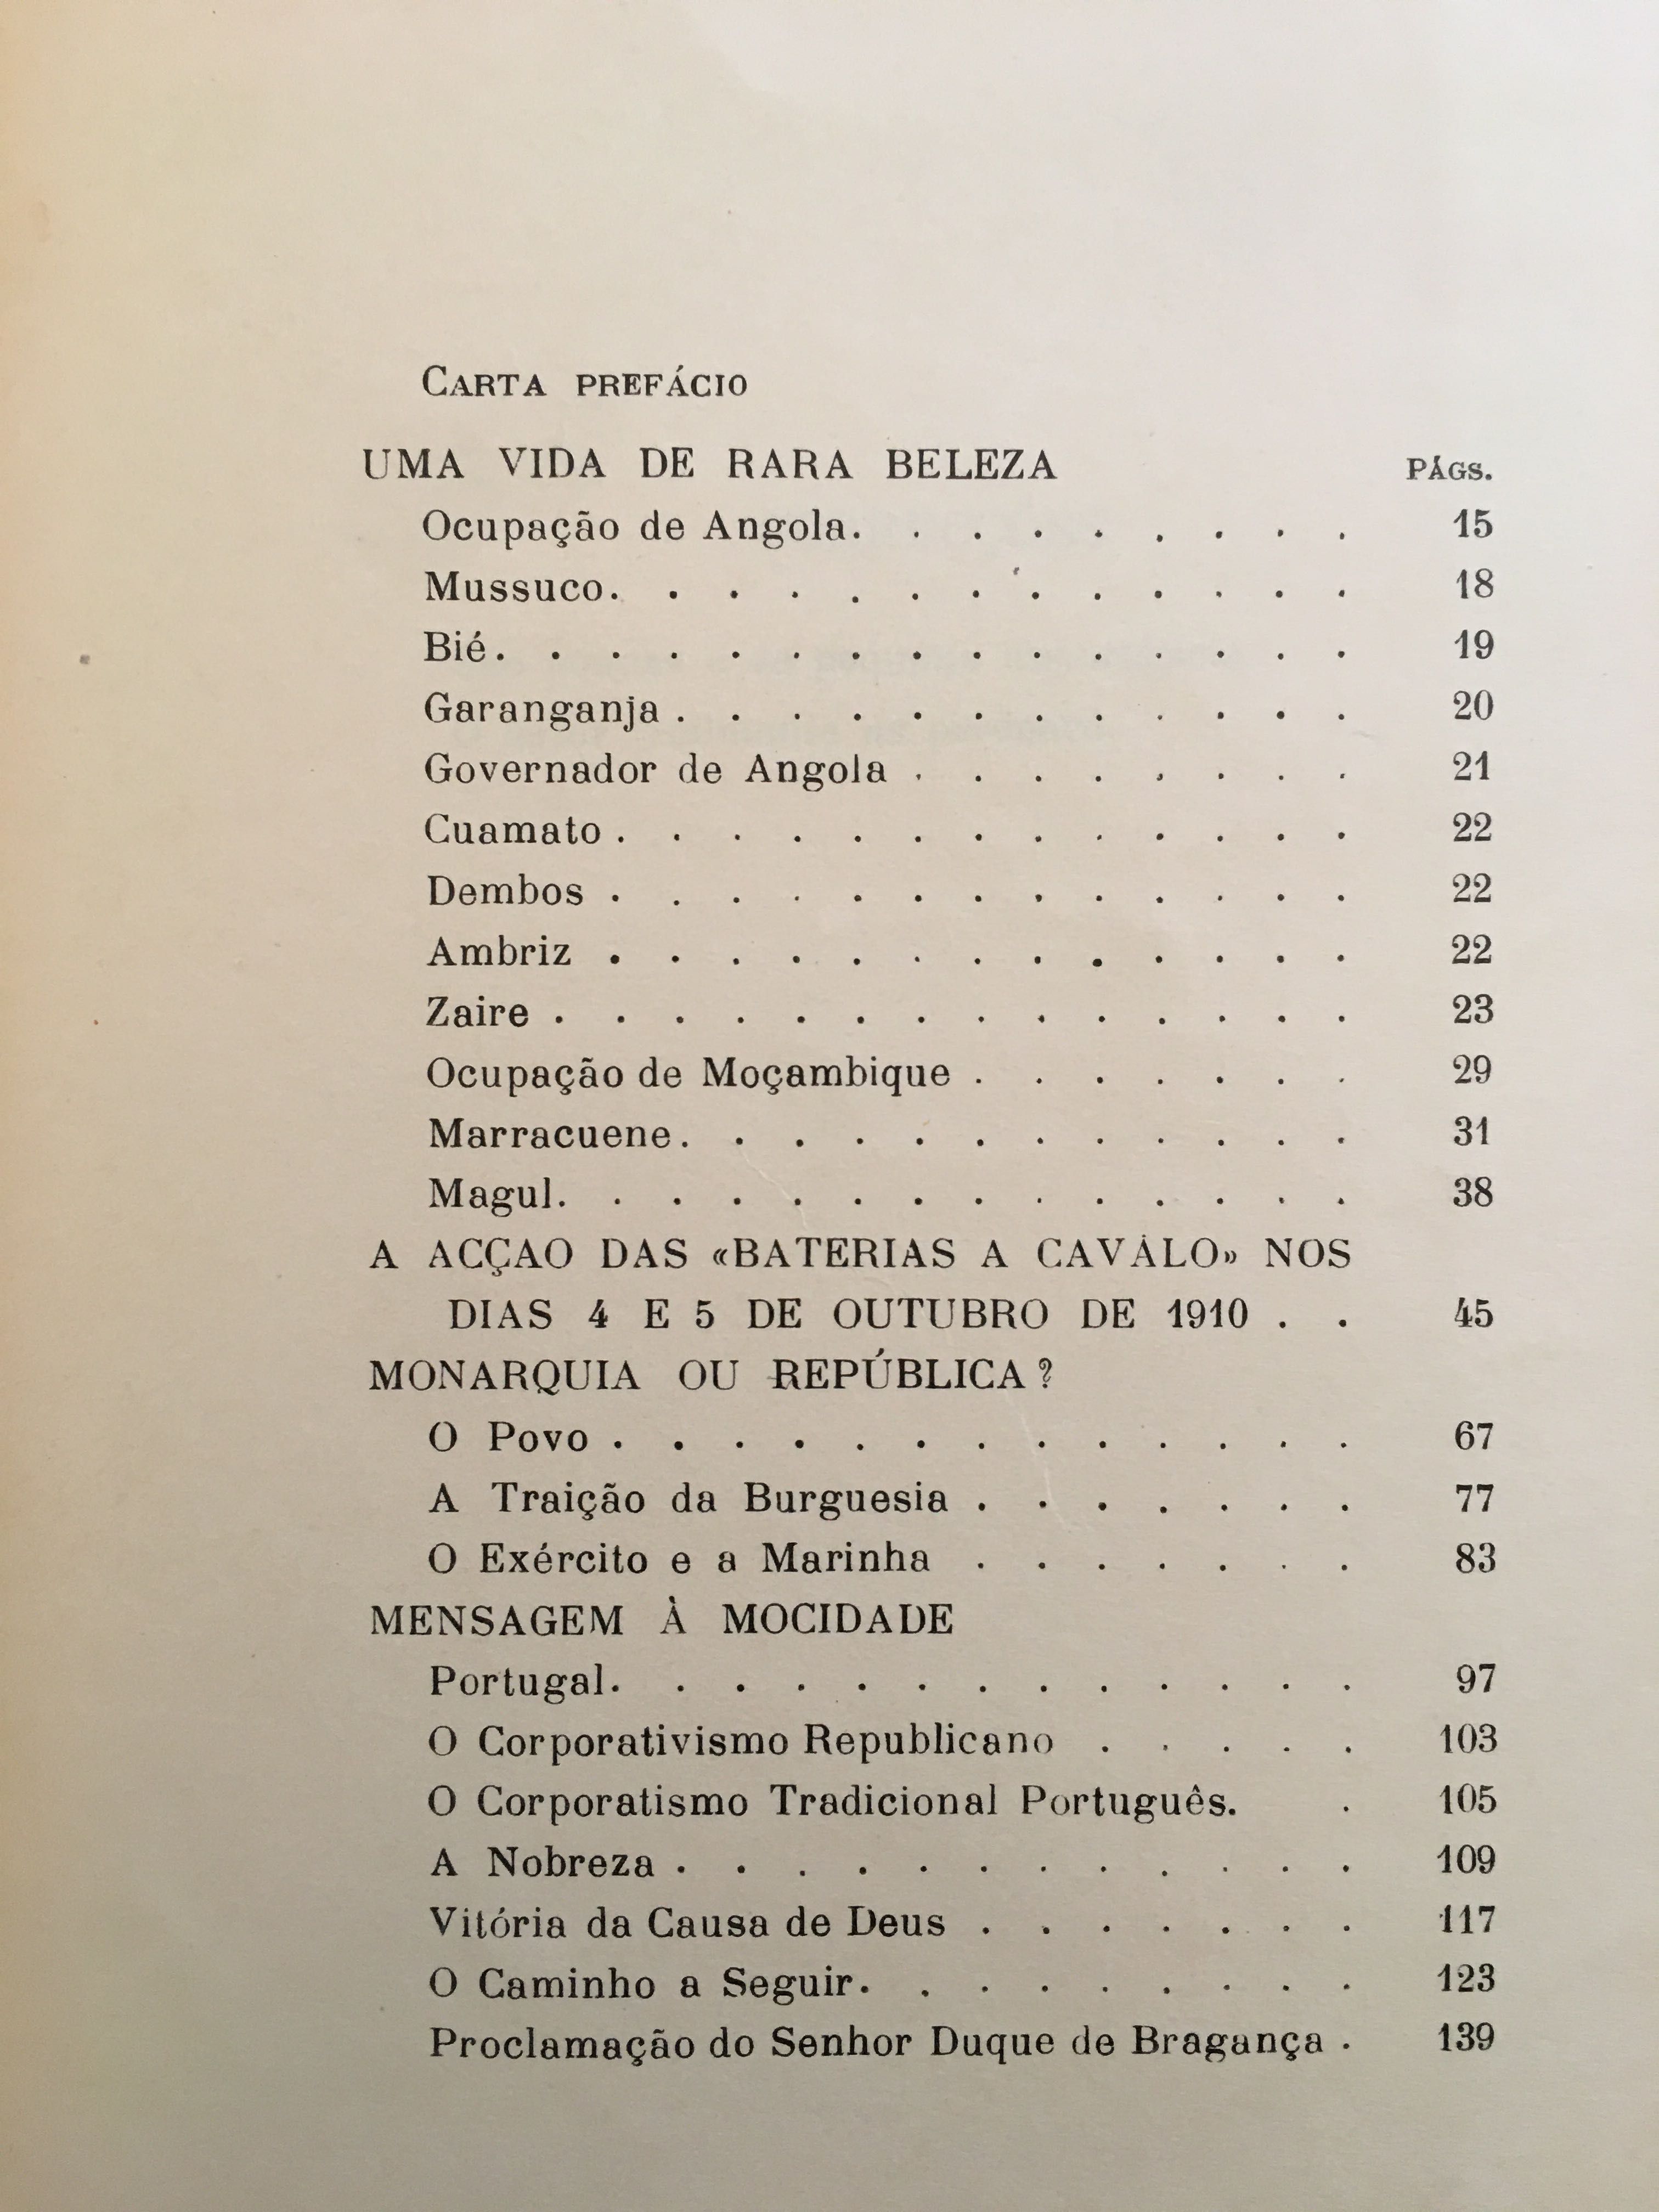 CARTA PREFÁCIO
UMA VIDA DE RARA BELEZA PÁGS.
Ocupação de Angola. . . . . . . . . 15
Mussuco. . . . . . . . . . . . . 18
Bié. . . . . . . . . . . . . . . 19
Garanganja . . . . . . . . . . . . 20
Governador de Angola . . . . . . . . 21
Cuamato . . . . . . . . . . . . . 22
Dembos . . . . . . . . . . . . . 22
Ambriz . . . . . . . . . . . . . 22
Zaire . . . . . . . . . . . . . . 23
Ocupação de Moçambique . . . . . . . 29
Marracuene. . . . . . . . . . . . 31
Magul. . . . . . . . . . . . . . 38
A ACÇAO DAS «BATERIAS A CAVÁLO» NOS
DIAS 4 E 5 DE OUTUBRO DE 1910 . . 45
MONARQUIA OU REPÚBLICA?
O Povo . . . . . . . . . . . . . 67
A Traição da Burguesia . . . . . . . 77
O Exército e a Marinha . . . . . . . 83
MENSAGEM À MOCIDADE
Portugal. . . . . . . . . . . . . 97
O Corporativismo Republicano . . . . . 103
O Corporatismo Tradicional Português. . 105
A Nobreza . . . . . . . . . . . . 109
Vitória da Causa de Deus . . . . . . . 117
O Caminho a Seguir. . . . . . . . . 123
Proclamação do Senhor Duque de Bragança . 139